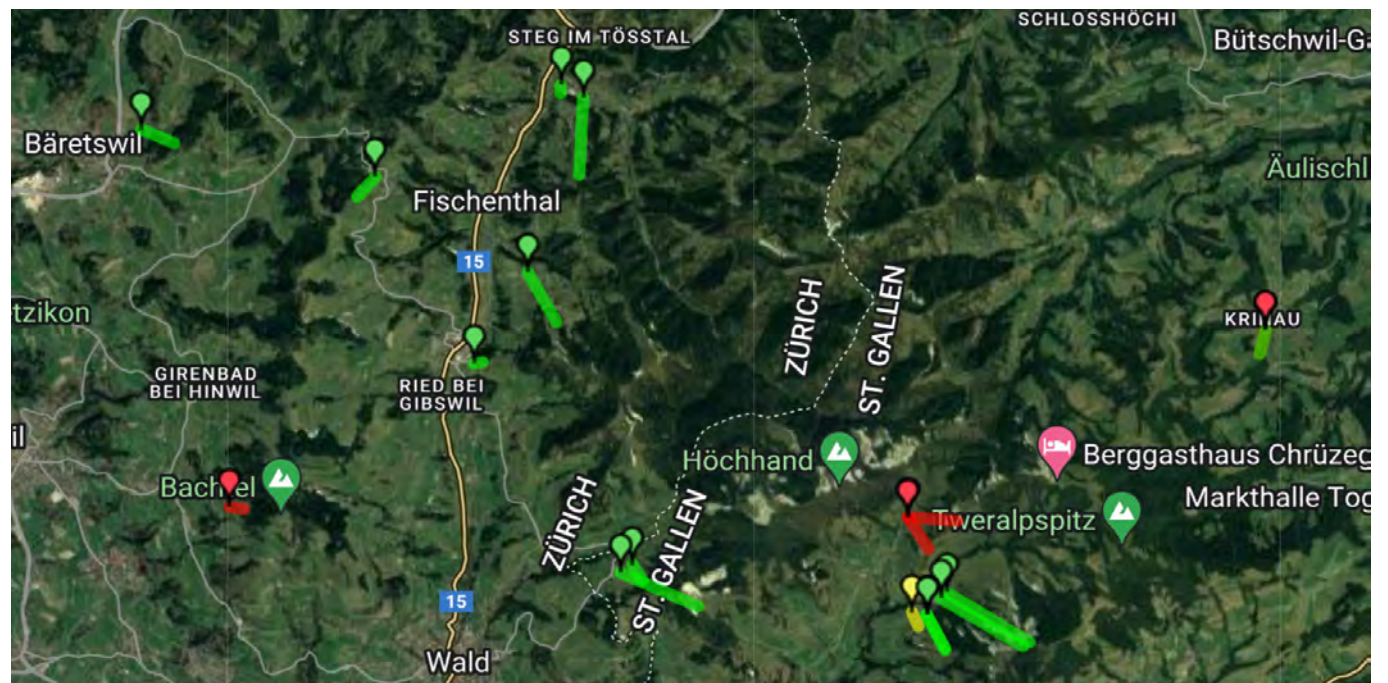 SCHLOSSHÖCHI
STEG IM TÖSSTAL
Bütschwil-Ga
Bäretswil
Äulischl
Fischenthal
15
ZÜRICH
ST. GALLEN
tzikon
KRINAU
GIRENBAD
BEI HINWIL
RIED BEI
GIBSWIL
il
Höchhand
Berggasthaus Chrüzeg
Bachtel
Markthalle Tog
Tweralpspitz
ZÜRICH
ST. GALLEN
15
Wald